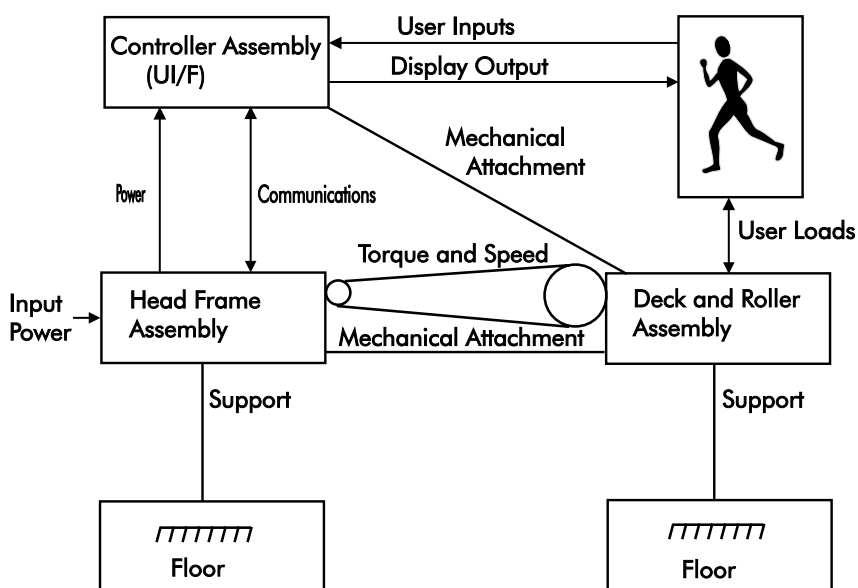 Controller Assembly
(UI/F)
User Inputs
Display Output
Mechanical
Attachment
Power
Communications
User Loads
Torque and Speed
Input
Power
Head Frame
Assembly
Deck and Roller
Assembly
Mechanical Attachment
Support
Support
Floor
Floor